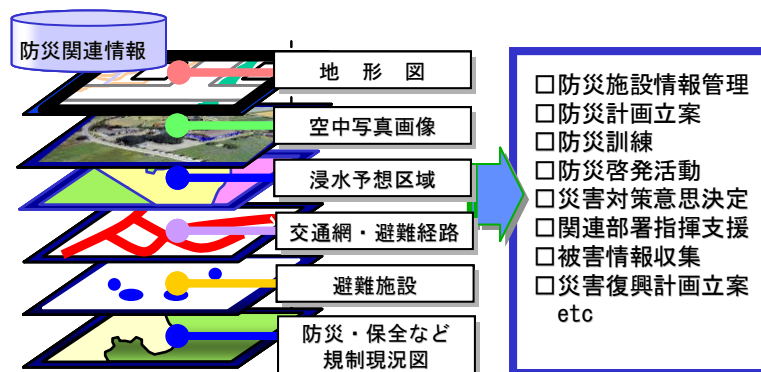 防災関連情報
地 形 図
空中写真画像
浸水予想区域
交通網・避難経路
避難施設
防災・保全など
規制現況図
□防災施設情報管理
□防災計画立案
□防災訓練
□防災啓発活動
□災害対策意思決定
□関連部署指揮支援
□被害情報収集
□災害復興計画立案
etc